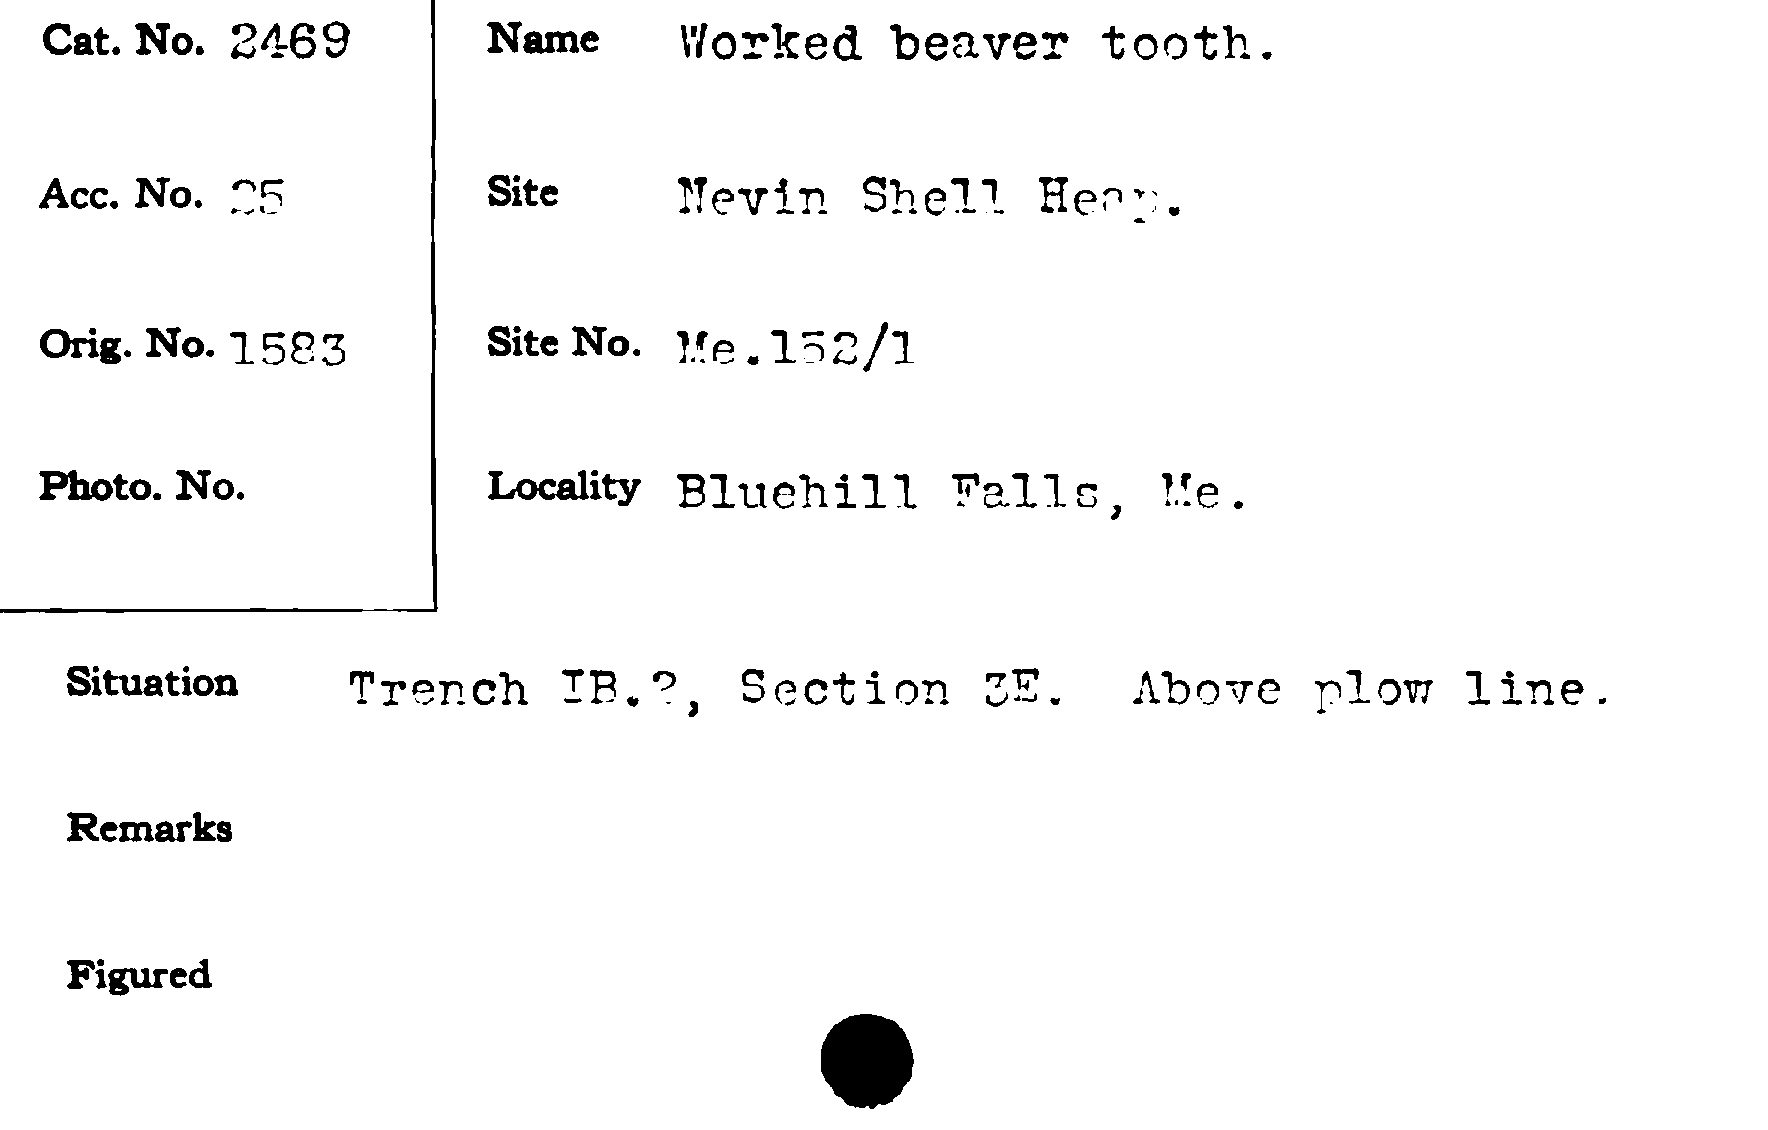 Cat. No. 2469 Name Worked beaver tooth.
Acc. No. 25 Site Nevin Shell Heap.
Orig. No. 1583 Site No. Me.152/1
Photo. No. Locality Bluehill Falls, Me.
Situation Trench IB.?, Section 3E. Above plow line.
Remarks
Figured